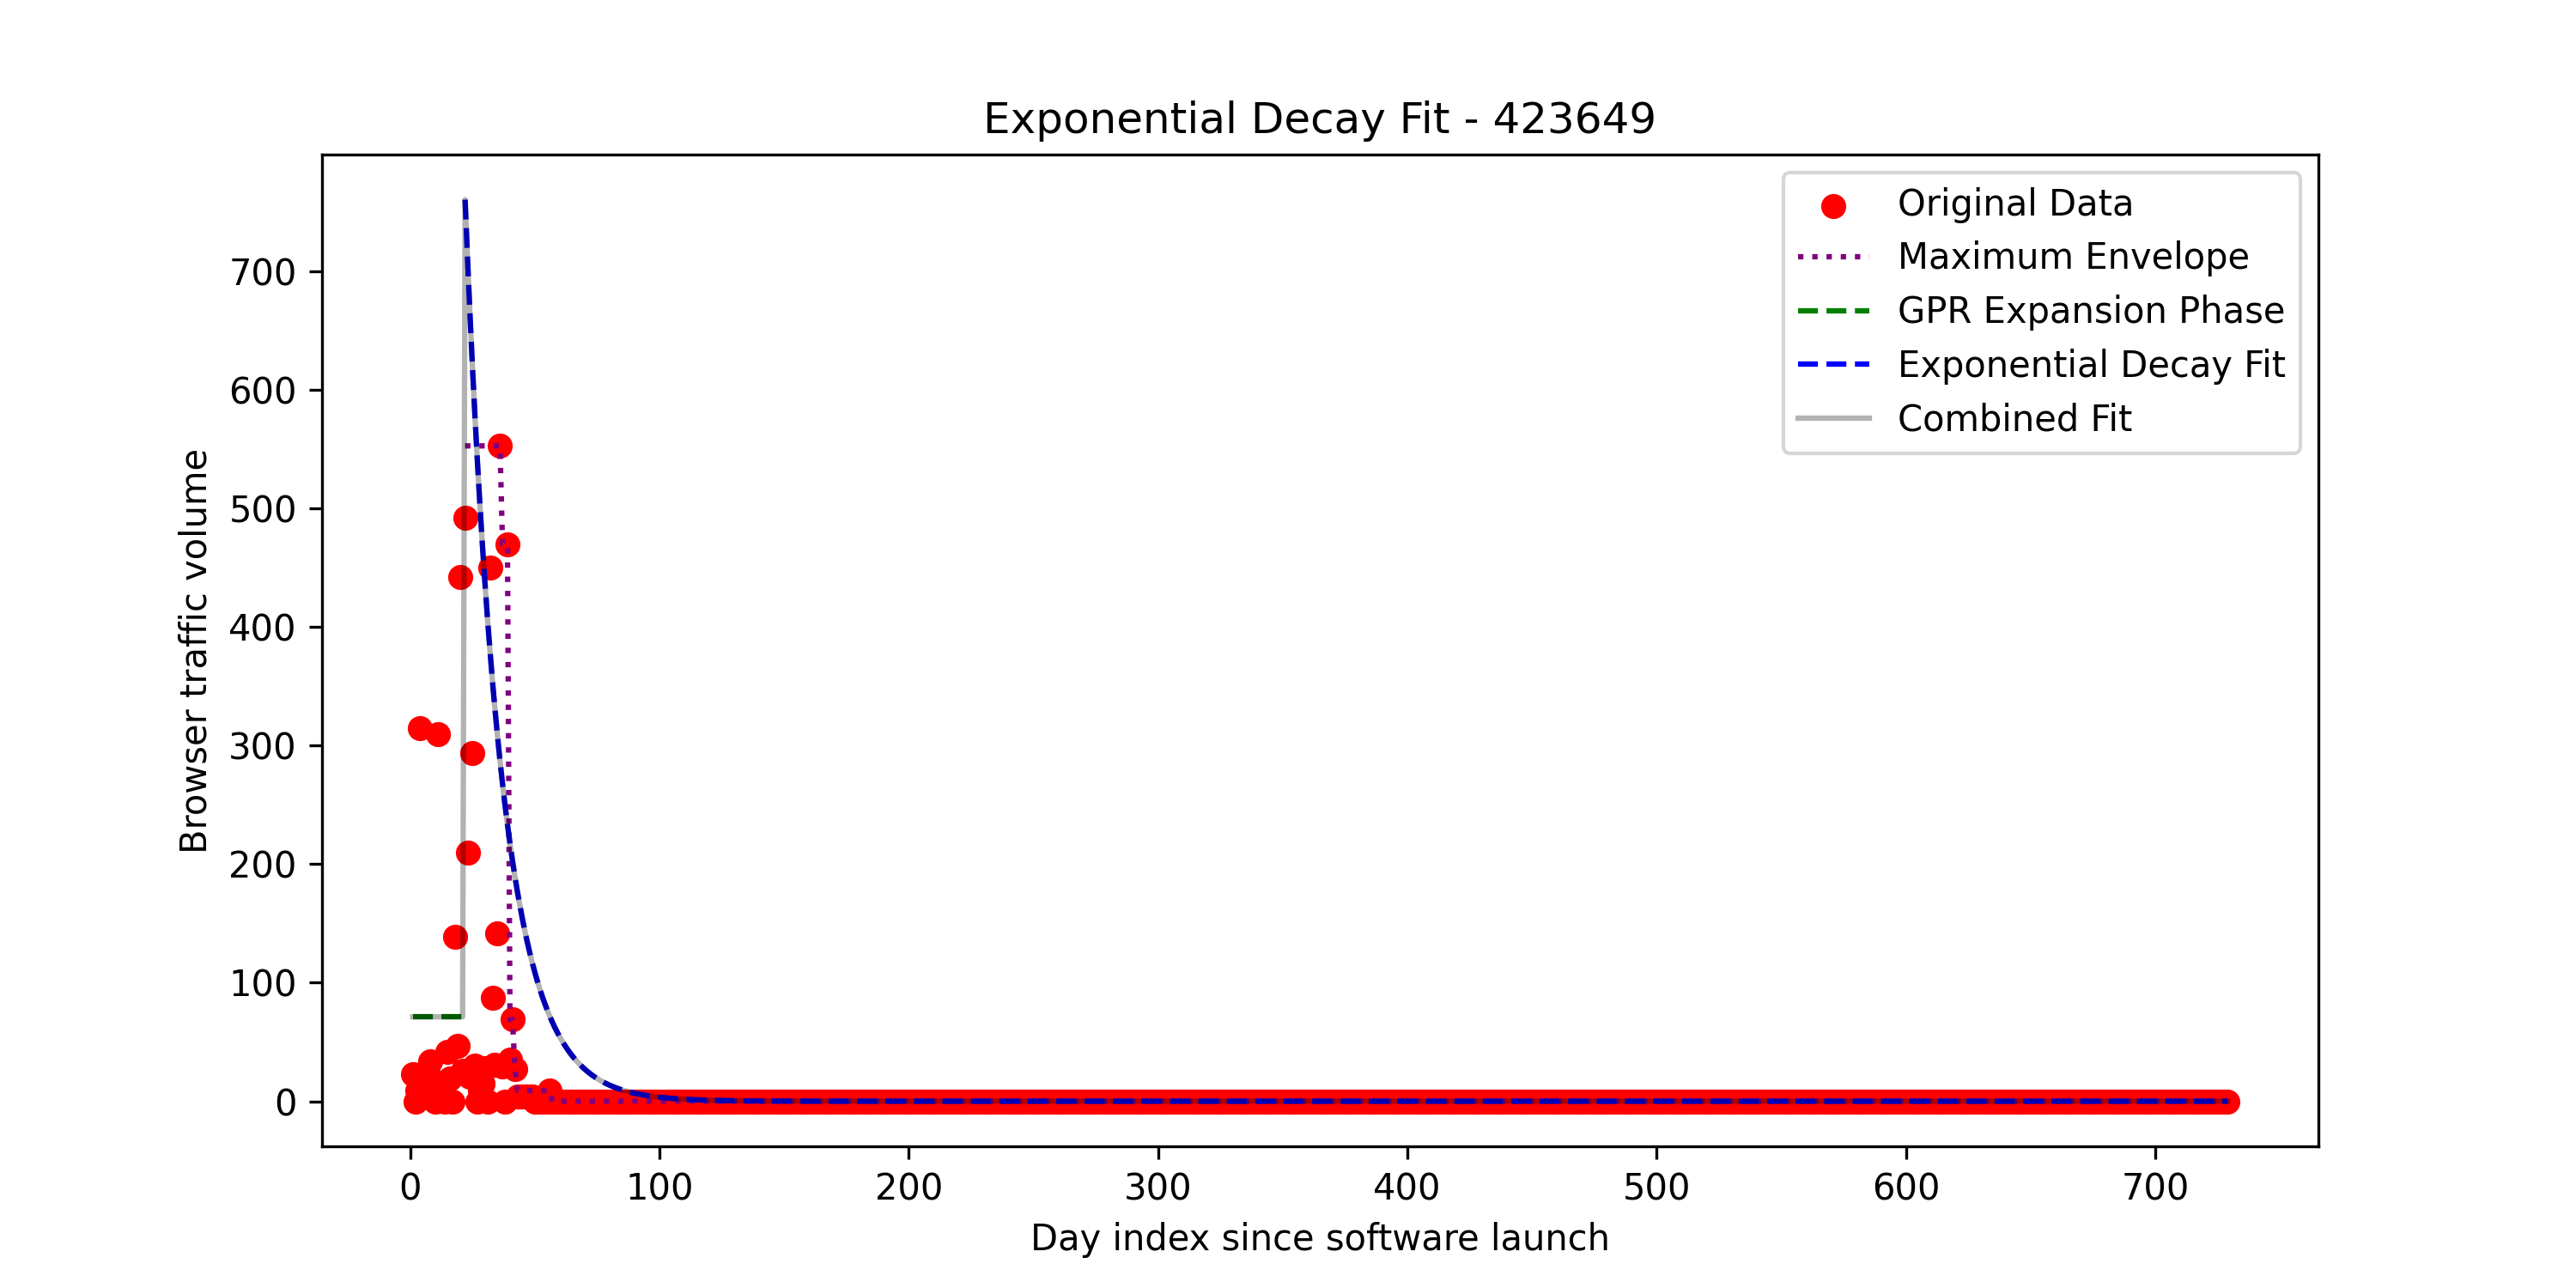 Exponential Decay Fit - 423649
Original Data
Maximum Envelope
GPR Expansion Phase
Exponential Decay Fit
Combined Fit
Browser traffic volume
700
600
500
400
300
200
100
0
0 100 200 300 400 500 600 700
Day index since software launch